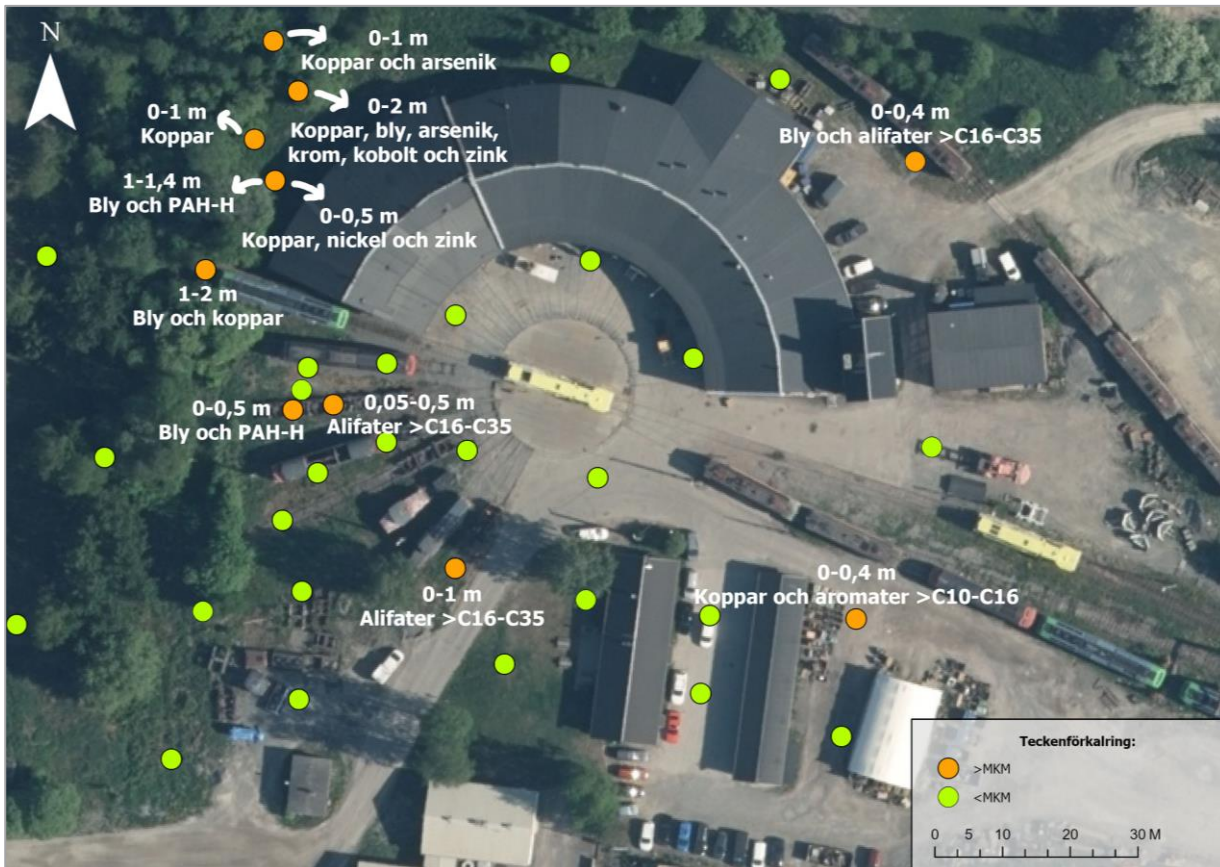 N
0-1 m
Koppar och arsenik
0-2 m
Koppar, bly, arsenik,
krom, kobolt och zink
0-1 m
Koppar
0-0,4 m
Bly och alifater >C16-C35
1-1,4 m
Bly och PAH-H
0-0,5 m
Koppar, nickel och zink
1-2 m
Bly och koppar
0-0,5 m
Bly och PAH-H
0,05-0,5 m
Alifater >C16-C35
0-1 m
Alifater >C16-C35
0-0,4 m
Koppar och aromater >C10-C16
Teckenförkalring:
>MKM
<MKM
0 5 10 20 30 M